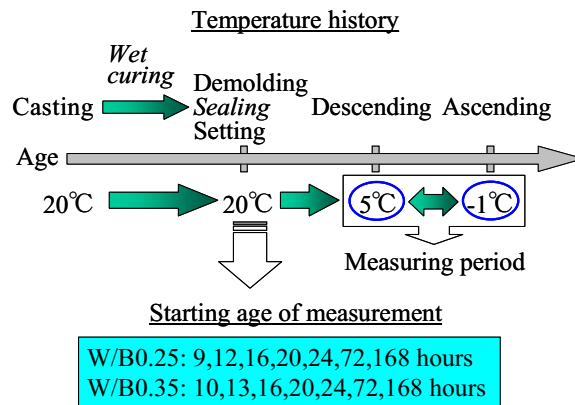 Temperature history
Wet
curing
Demolding
Casting
Sealing
Descending
Ascending
Setting
Age
20℃
20℃
5℃
-1℃
Measuring period
Starting age of measurement
W/B0.25: 9,12,16,20,24,72,168 hours
W/B0.35: 10,13,16,20,24,72,168 hours